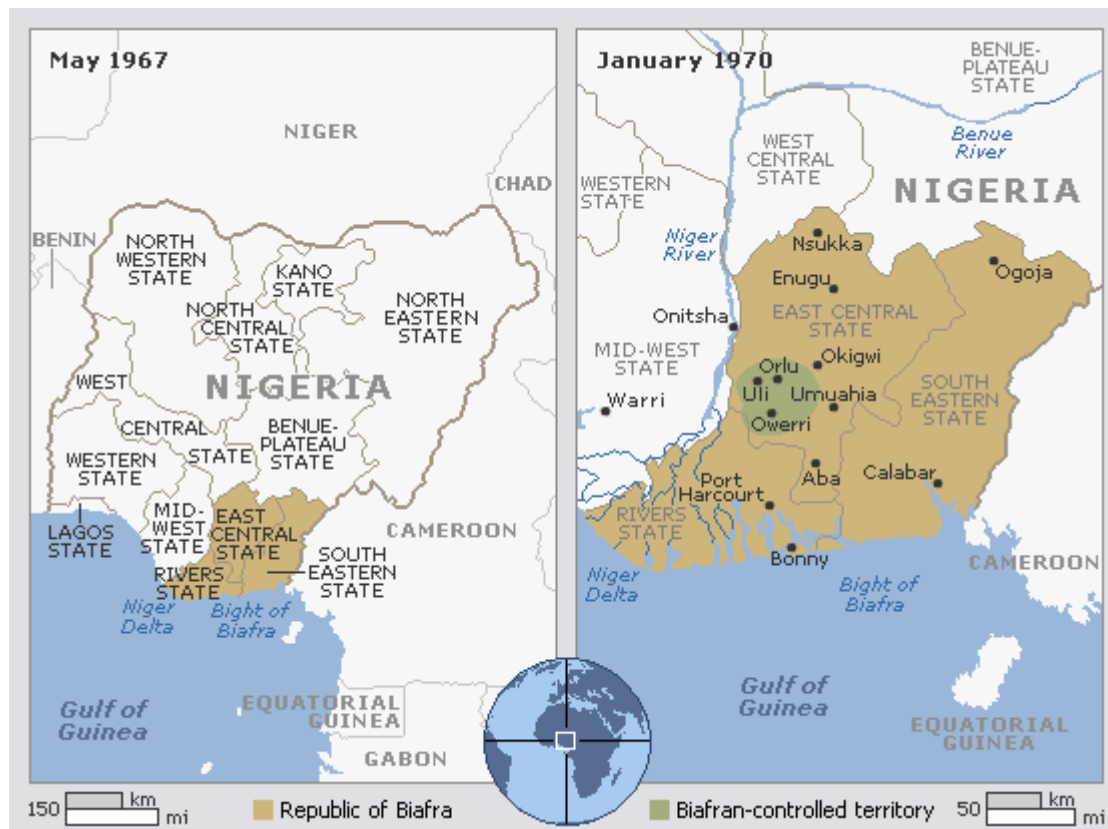 May 1967
NIGER
CHAD
BENIN
NORTH
WESTERN
STATE
KANO
STATE
NORTH
EASTERN
STATE
NORTH
CENTRAL
STATE
WEST
NIGERIA
CENTRAL
STATE
BENUE-
PLATEAU
STATE
WESTERN
STATE
LAGOS
STATE
MID-
WEST
STATE
EAST
CENTRAL
STATE
CAMEROON
SOUTH
EASTERN
STATE
RIVERS
STATE
Niger
Delta
Bight of
Biafra
Gulf of
Guinea
EQUATORIAL
GUINEA
GABON
150 km
mi
Republic of Biafra
January 1970
BENUE-
PLATEAU
STATE
Benue
River
WEST
CENTRAL
STATE
WESTERN
STATE
NIGERIA
Niger
River
Nsukka
Ogoja
Enugu
EAST CENTRAL
STATE
Onitsha
MID-WEST
STATE
Okigwi
Orlu
Uli
Umuahia
SOUTH
EASTERN
STATE
Warri
Owerri
Aba
Calabar
Port
Harcourt
RIVERS
STATE
Bonny
CAMEROON
Niger
Delta
Bight of
Biafra
Gulf of
Guinea
EQUATORIAL
GUINEA
Biafran-controlled territory
50 km
mi